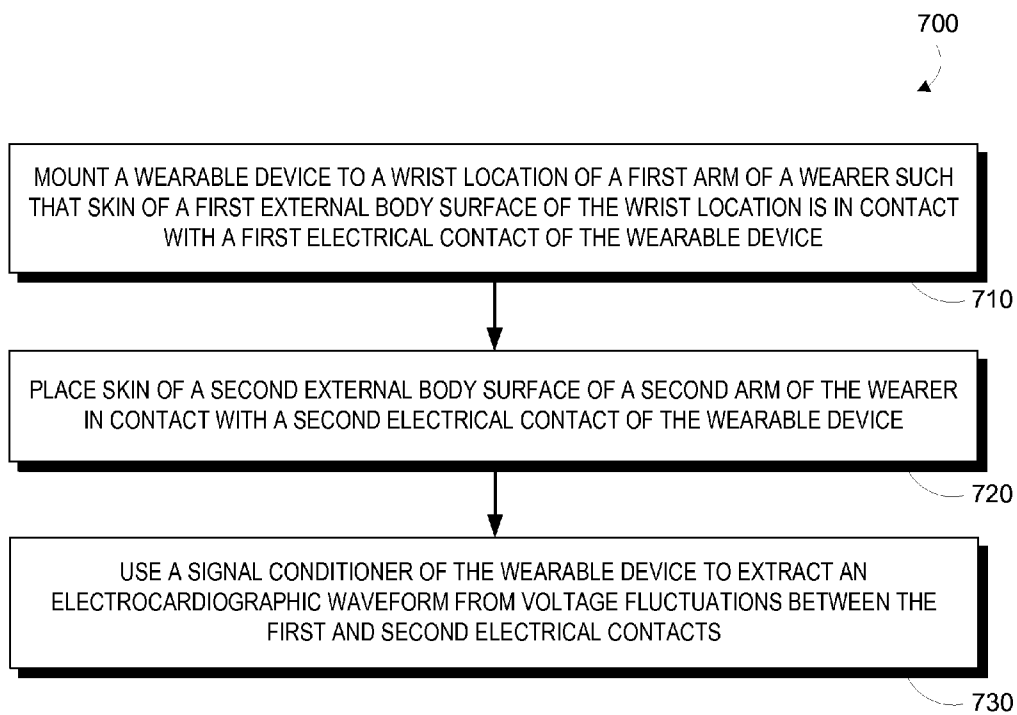 700
MOUNT A WEARABLE DEVICE TO A WRIST LOCATION OF A FIRST ARM OF A WEARER SUCH
THAT SKIN OF A FIRST EXTERNAL BODY SURFACE OF THE WRIST LOCATION IS IN CONTACT
WITH A FIRST ELECTRICAL CONTACT OF THE WEARABLE DEVICE
710
PLACE SKIN OF A SECOND EXTERNAL BODY SURFACE OF A SECOND ARM OF THE WEARER
IN CONTACT WITH A SECOND ELECTRICAL CONTACT OF THE WEARABLE DEVICE
720
USE A SIGNAL CONDITIONER OF THE WEARABLE DEVICE TO EXTRACT AN
ELECTROCARDIOGRAPHIC WAVEFORM FROM VOLTAGE FLUCTUATIONS BETWEEN THE
FIRST AND SECOND ELECTRICAL CONTACTS
730